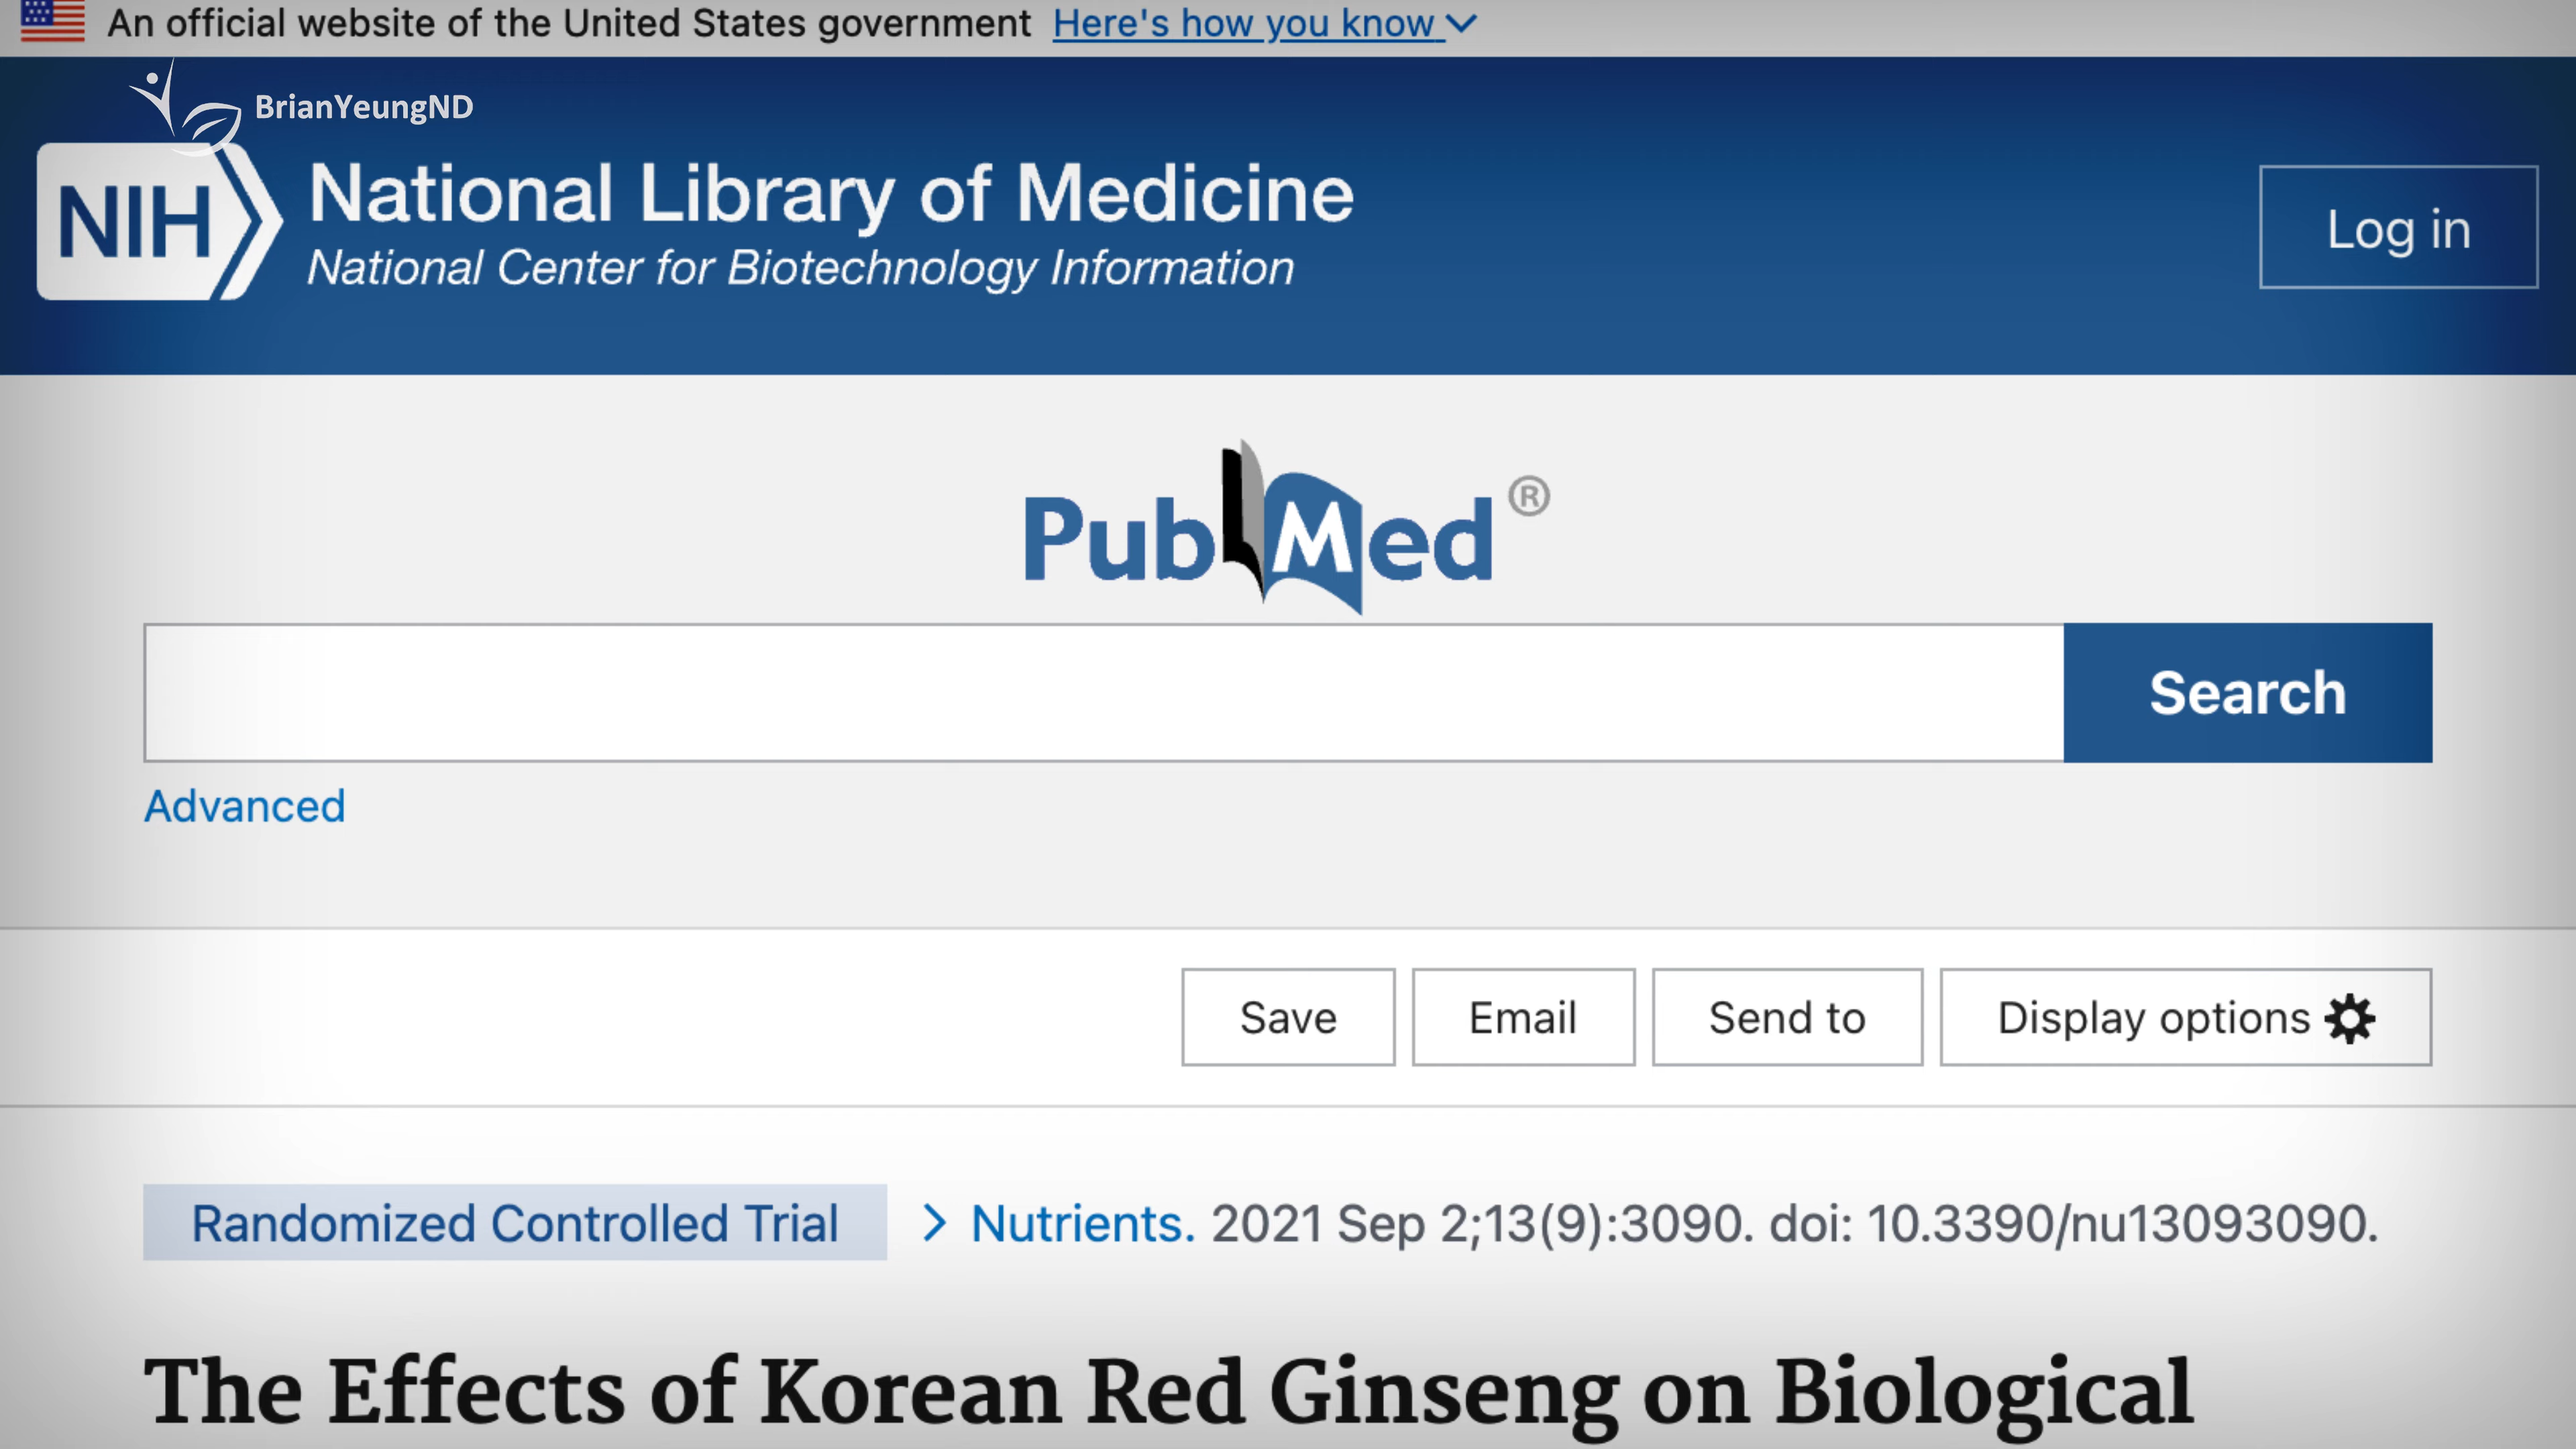 An official website of the United States government Here's how you know
BrianYeungND
NIH National Library of Medicine
National Center for Biotechnology Information
Log in
PubMed ®
Search
Advanced
Save Email Send to Display options
Randomized Controlled Trial > Nutrients. 2021 Sep 2;13(9):3090. doi: 10.3390/nu13093090.
The Effects of Korean Red Ginseng on Biological